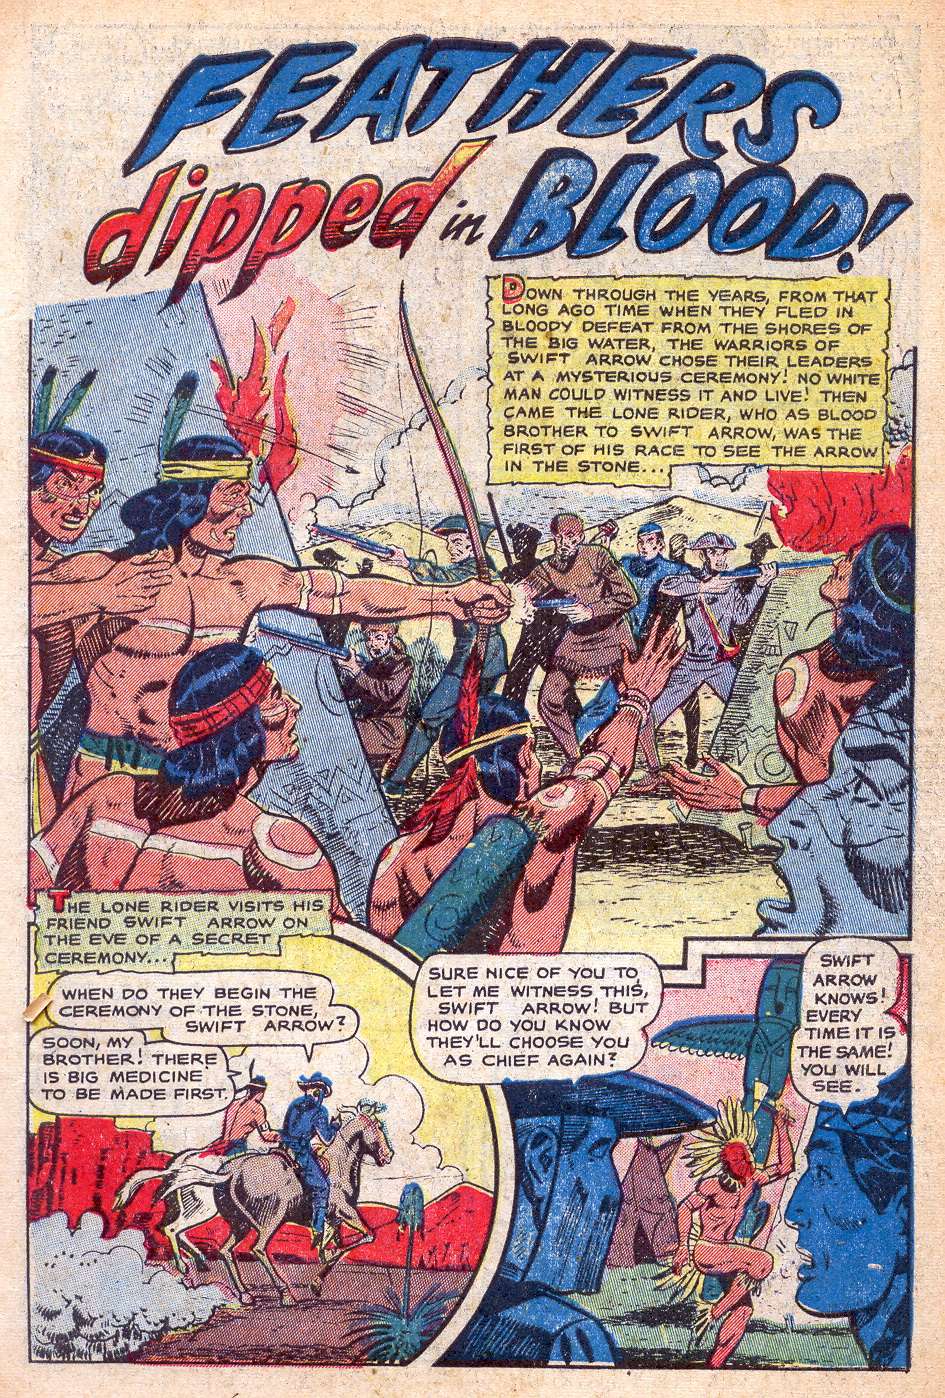 FEATHERS
dipped in BLOOD!
DOWN THROUGH THE YEARS, FROM THAT
LONG AGO TIME WHEN THEY FLED IN
BLOODY DEFEAT FROM THE SHORES OF
THE BIG WATER, THE WARRIORS OF
SWIFT ARROW CHOSE THEIR LEADERS
AT A MYSTERIOUS CEREMONY! NO WHITE
MAN COULD WITNESS IT AND LIVE! THEN
CAME THE LONE RIDER, WHO AS BLOOD
BROTHER TO SWIFT ARROW, WAS THE
FIRST OF HIS RACE TO SEE THE ARROW
IN THE STONE...
THE LONE RIDER VISITS HIS
FRIEND SWIFT ARROW ON
THE EVE OF A SECRET
CEREMONY...
WHEN DO THEY BEGIN THE
CEREMONY OF THE STONE,
SWIFT ARROW?
SOON, MY
BROTHER! THERE
IS BIG MEDICINE
TO BE MADE FIRST.
SURE NICE OF YOU TO
LET ME WITNESS THIS,
SWIFT ARROW! BUT
HOW DO YOU KNOW
THEY'LL CHOOSE YOU
AS CHIEF AGAIN?
SWIFT
ARROW
KNOWS!
EVERY
TIME IT IS
THE SAME!
YOU WILL
SEE.